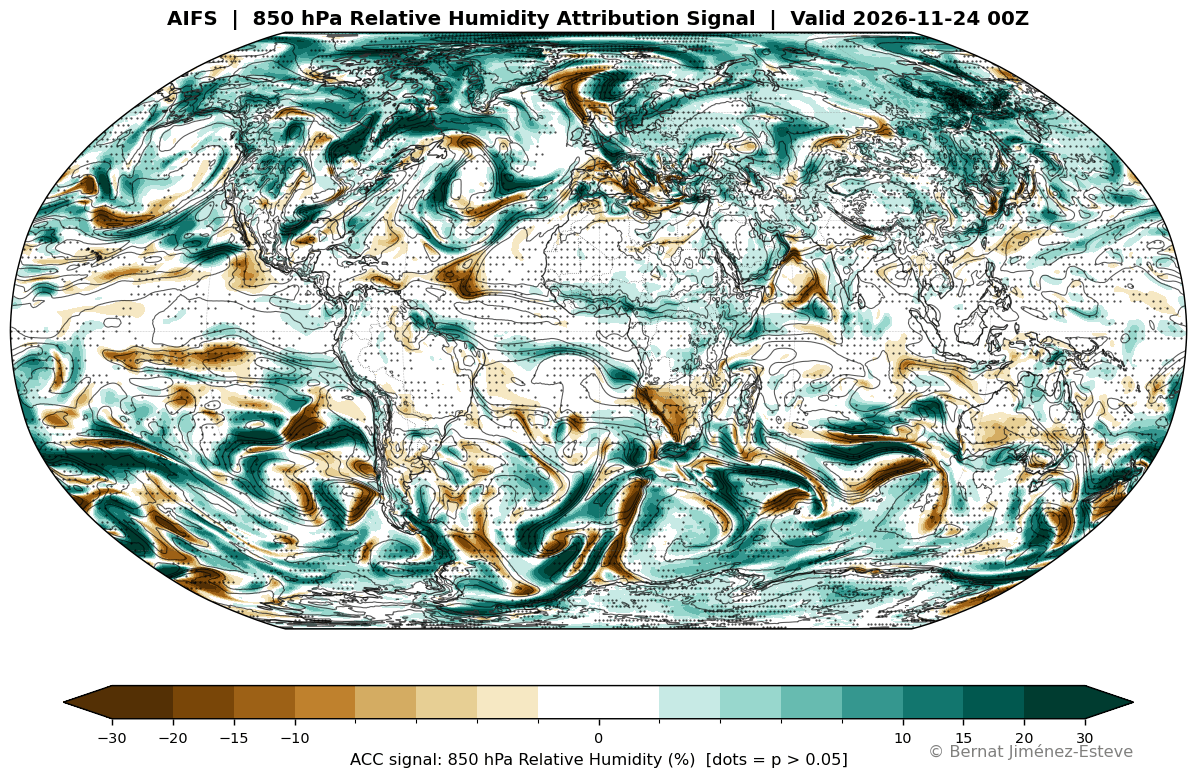 AIFS | 850 hPa Relative Humidity Attribution Signal | Valid 2026-11-24 00Z
−30 −20 −15 −10 0 10 15 20 30
ACC signal: 850 hPa Relative Humidity (%) [dots = p > 0.05]
© Bernat Jiménez-Esteve